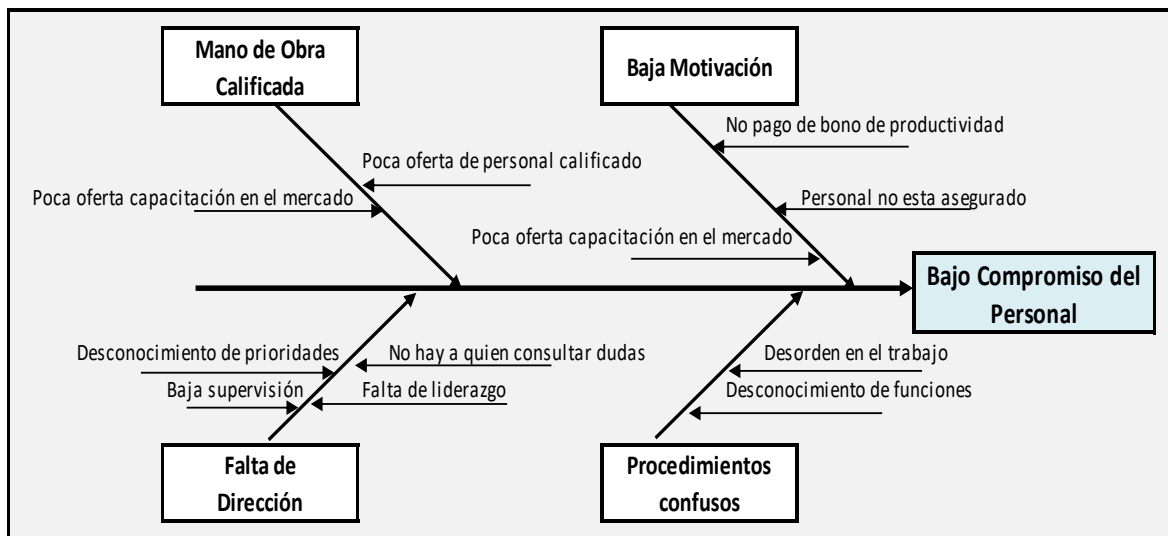 Mano de Obra
Calificada
Baja Motivación
No pago de bono de productividad
Poca oferta de personal calificado
Poca oferta capacitación en el mercado
Personal no esta asegurado
Poca oferta capacitación en el mercado
Bajo Compromiso del
Personal
Desconocimiento de prioridades
No hay a quien consultar dudas
Desorden en el trabajo
Baja supervisión
Falta de liderazgo
Desconocimiento de funciones
Falta de
Dirección
Procedimientos
confusos